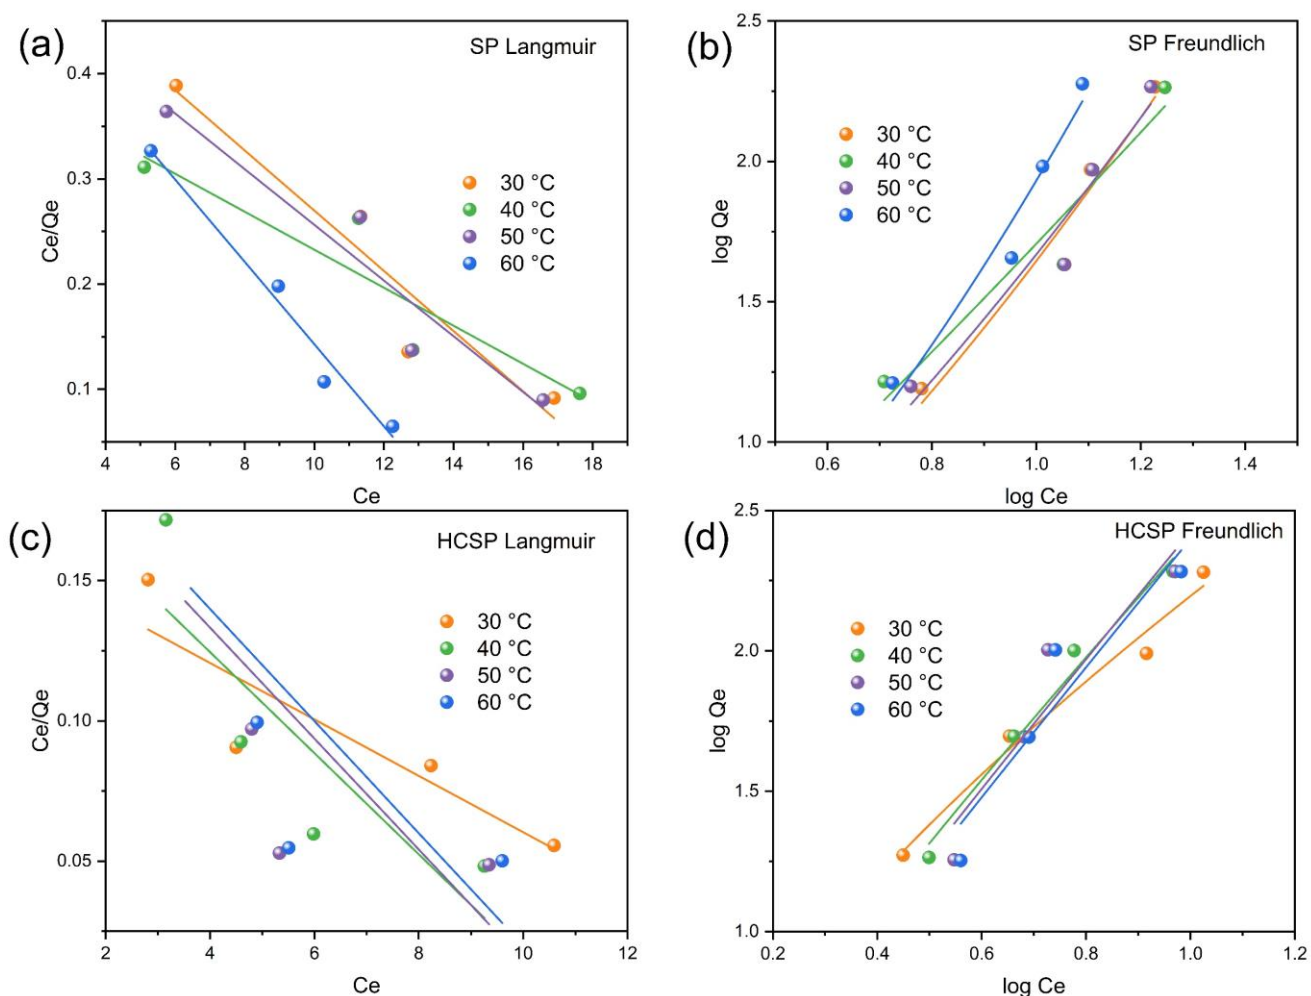 (a)
SP Langmuir
0.4
0.3
0.2
0.1
Ce/Qe
30 °C
40 °C
50 °C
60 °C
4 6 8 10 12 14 16 18
Ce
(b)
SP Freundlich
2.5
2.0
1.5
1.0
log Qe
30 °C
40 °C
50 °C
60 °C
0.6 0.8 1.0 1.2 1.4
log Ce
(c)
HCSP Langmuir
0.15
0.10
0.05
Ce/Qe
30 °C
40 °C
50 °C
60 °C
2 4 6 8 10 12
Ce
(d)
HCSP Freundlich
2.5
2.0
1.5
1.0
log Qe
30 °C
40 °C
50 °C
60 °C
0.2 0.4 0.6 0.8 1.0 1.2
log Ce